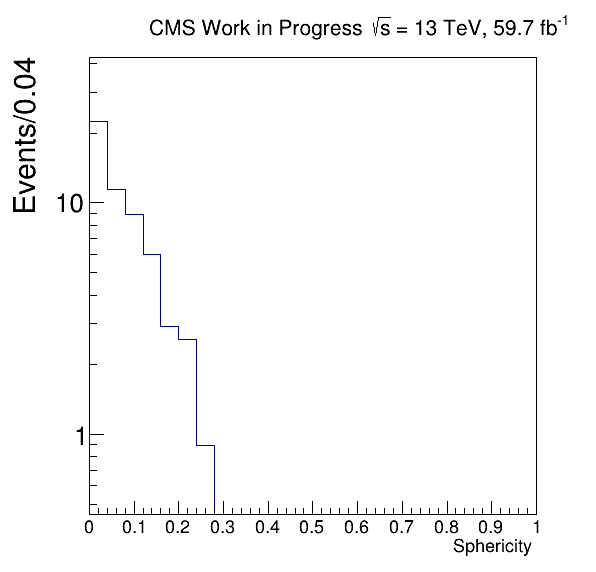 CMS Work in Progress √s = 13 TeV, 59.7 fb⁻¹
Events/0.04
10
1
0 0.1 0.2 0.3 0.4 0.5 0.6 0.7 0.8 0.9 1
Sphericity